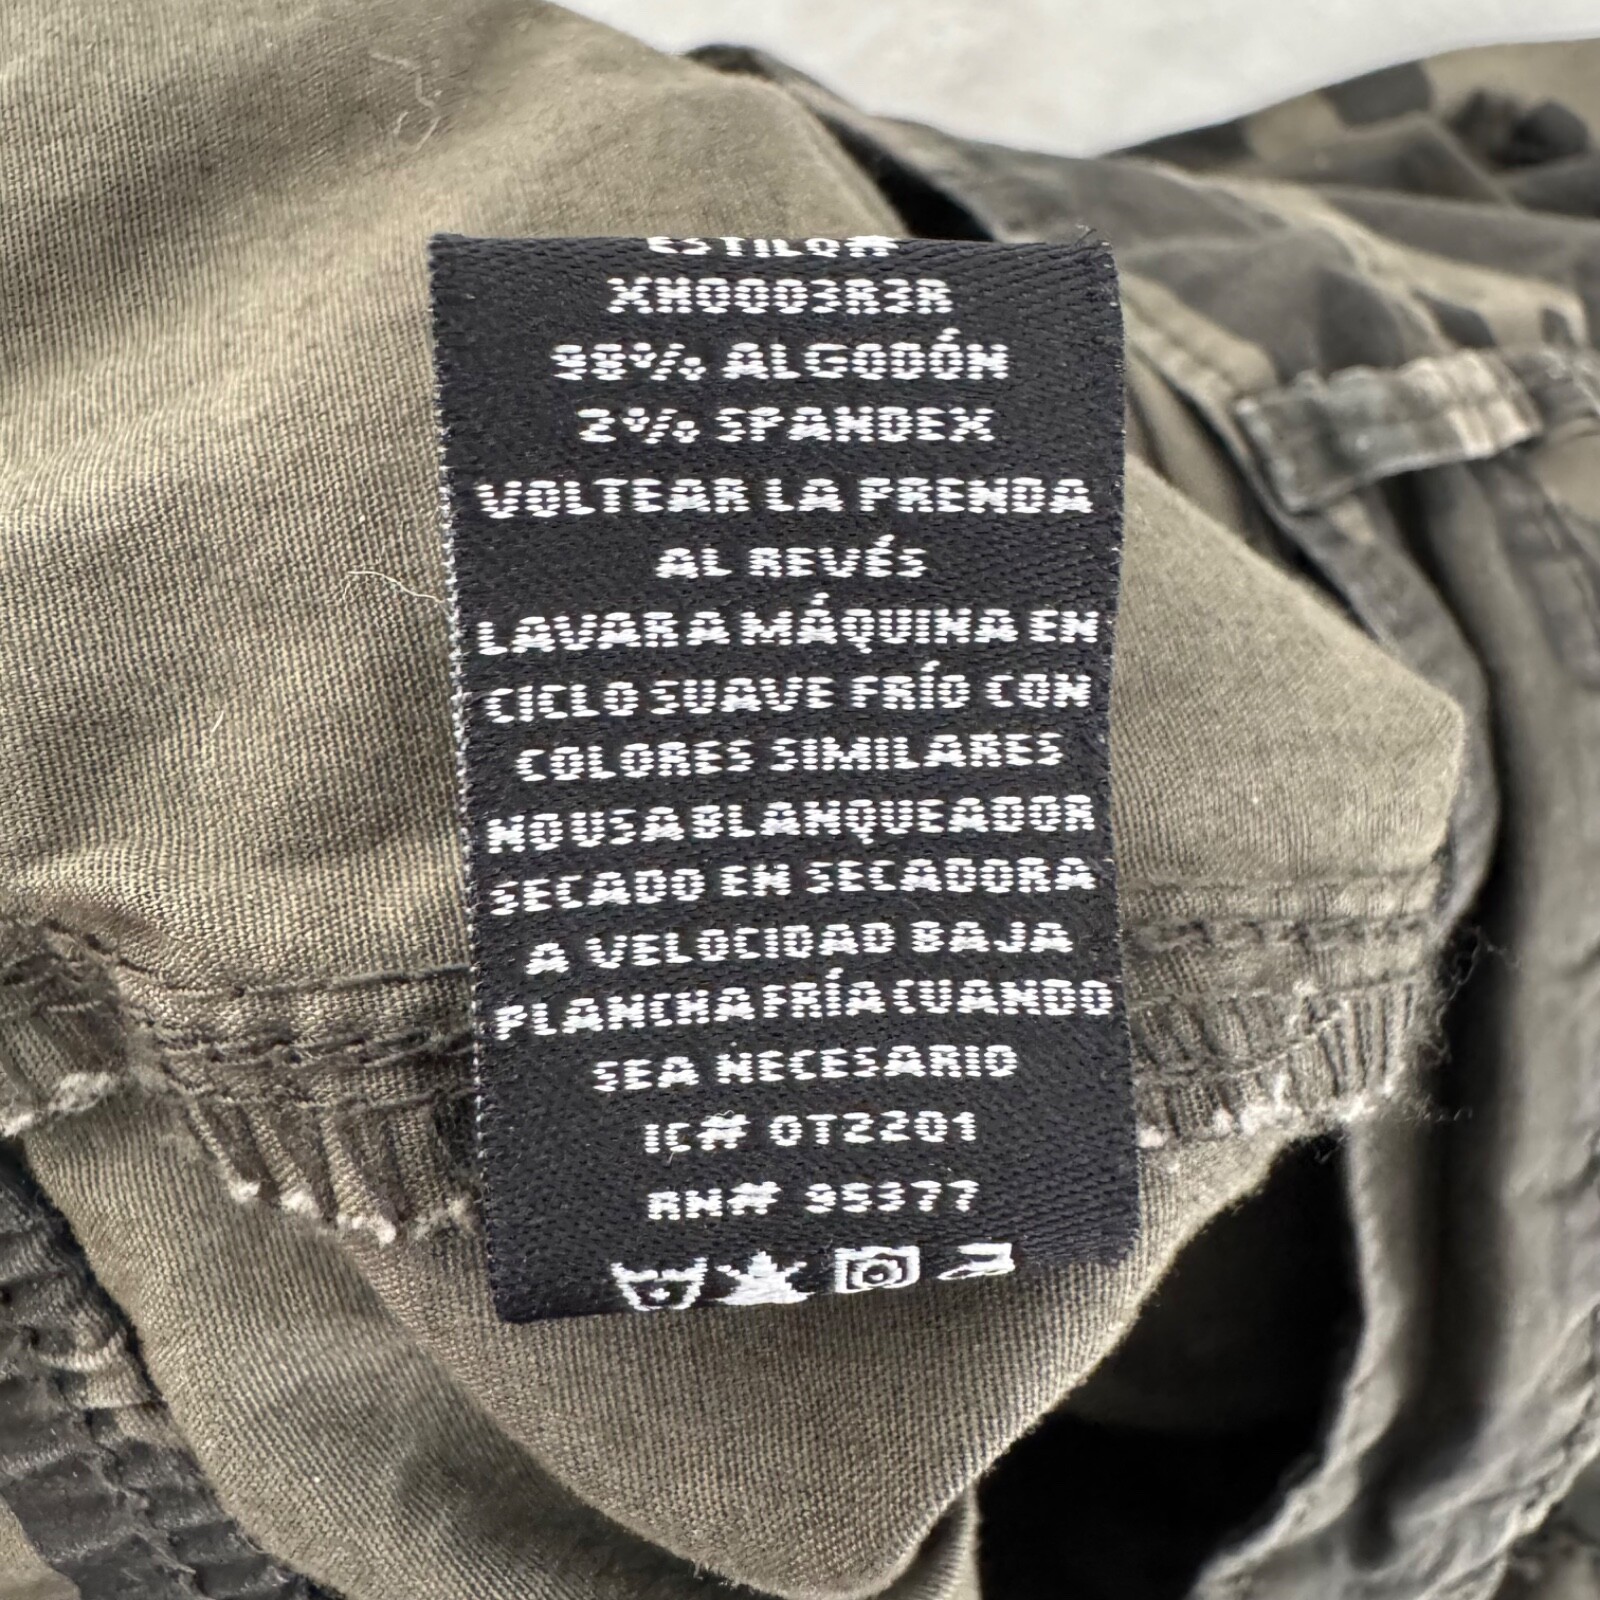 ESTILO#
XM0003R3R
98% ALGODÓN
2% SPANDEX
VOLTEAR LA PRENDA
AL REVÉS
LAVAR A MÁQUINA EN
CICLO SUAVE FRÍO CON
COLORES SIMILARES
NO USA BLANQUEADOR
SECADO EN SECADORA
A VELOCIDAD BAJA
PLANCHA FRÍA CUANDO
SEA NECESARIO
IC# OT2201
RN# 95377